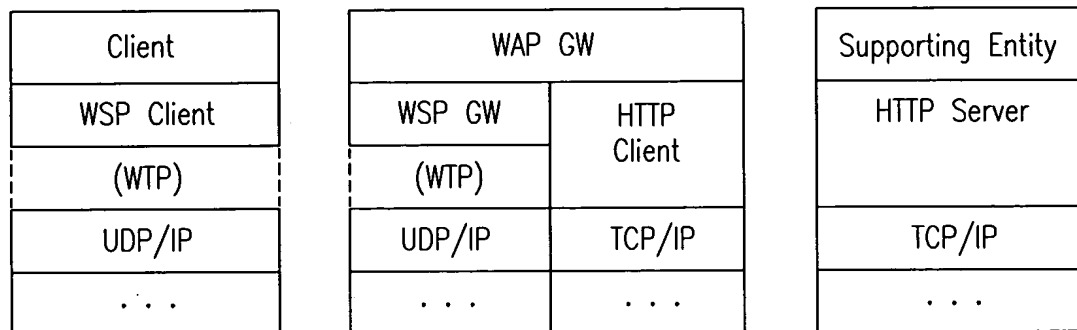 Client
WSP Client
(WTP)
UDP/IP
. . .
WAP GW
WSP GW
(WTP)
UDP/IP
. . .
HTTP
Client
TCP/IP
. . .
Supporting Entity
HTTP Server
TCP/IP
. . .